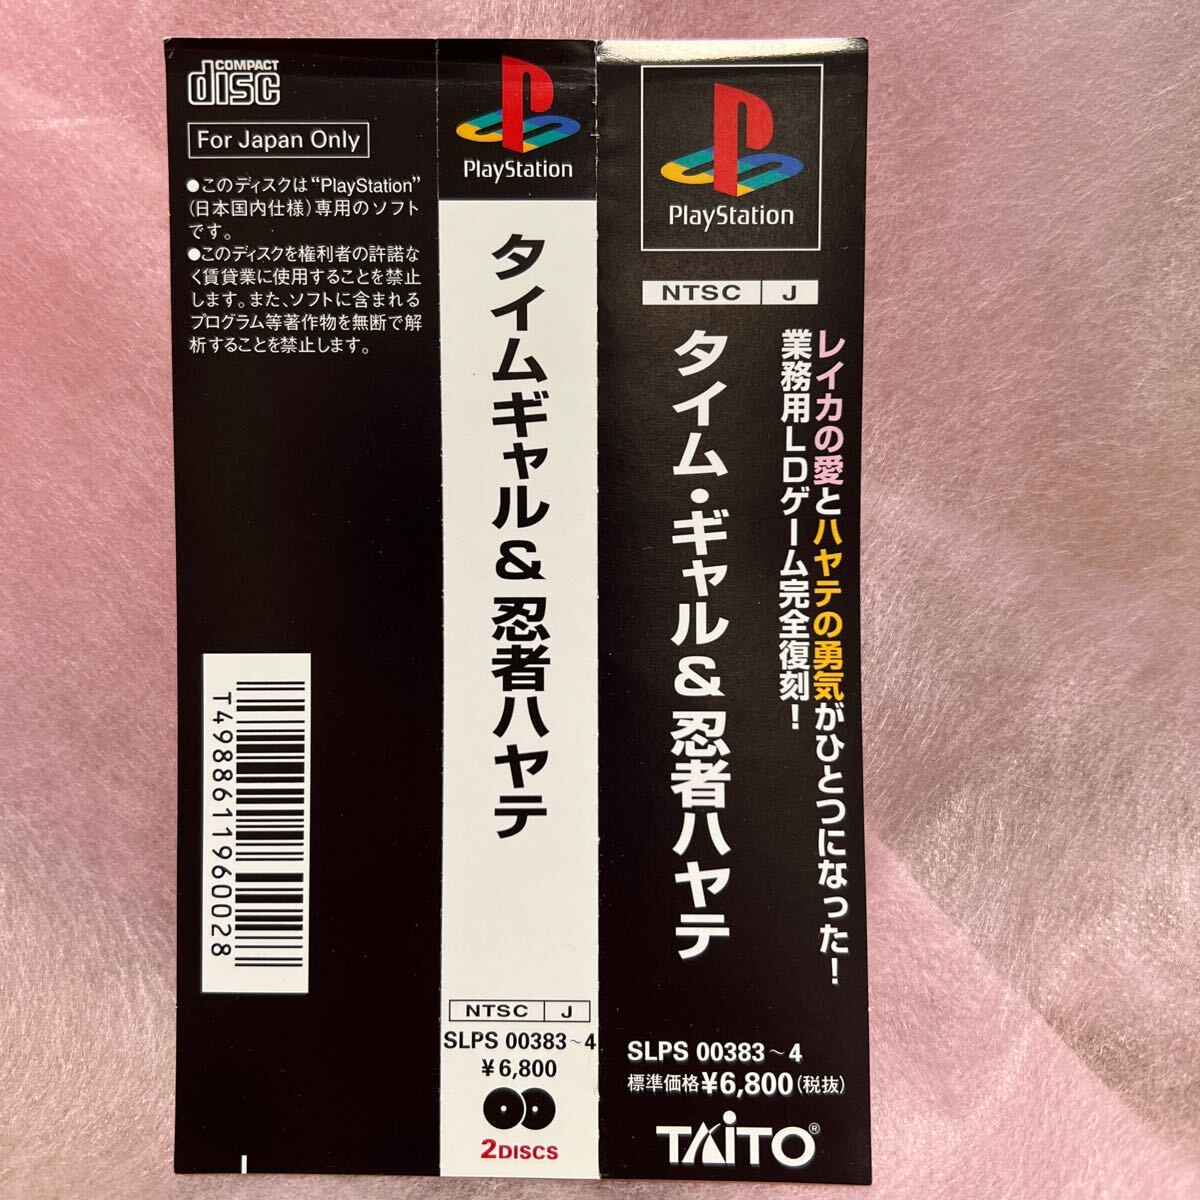 COMPACT
disc
For Japan Only
●このディスクは“PlayStation”
(日本国内仕様)専用のソフト
です。
●このディスクを権利者の許諾な
く賃貸業に使用することを禁止
します。また、ソフトに含まれる
プログラム等著作物を無断で解
析することを禁止します。
T4988611960028
PlayStation
タイムギャル&忍者ハヤテ
NTSC J
SLPS 00383~4
¥6,800
2DISCS
PlayStation
NTSC J
レイカの愛とハヤテの勇気がひとつになった!
業務用LDゲーム完全復刻!
タイム・ギャル&忍者ハヤテ
SLPS 00383~4
標準価格¥6,800(税抜)
TAiTO®